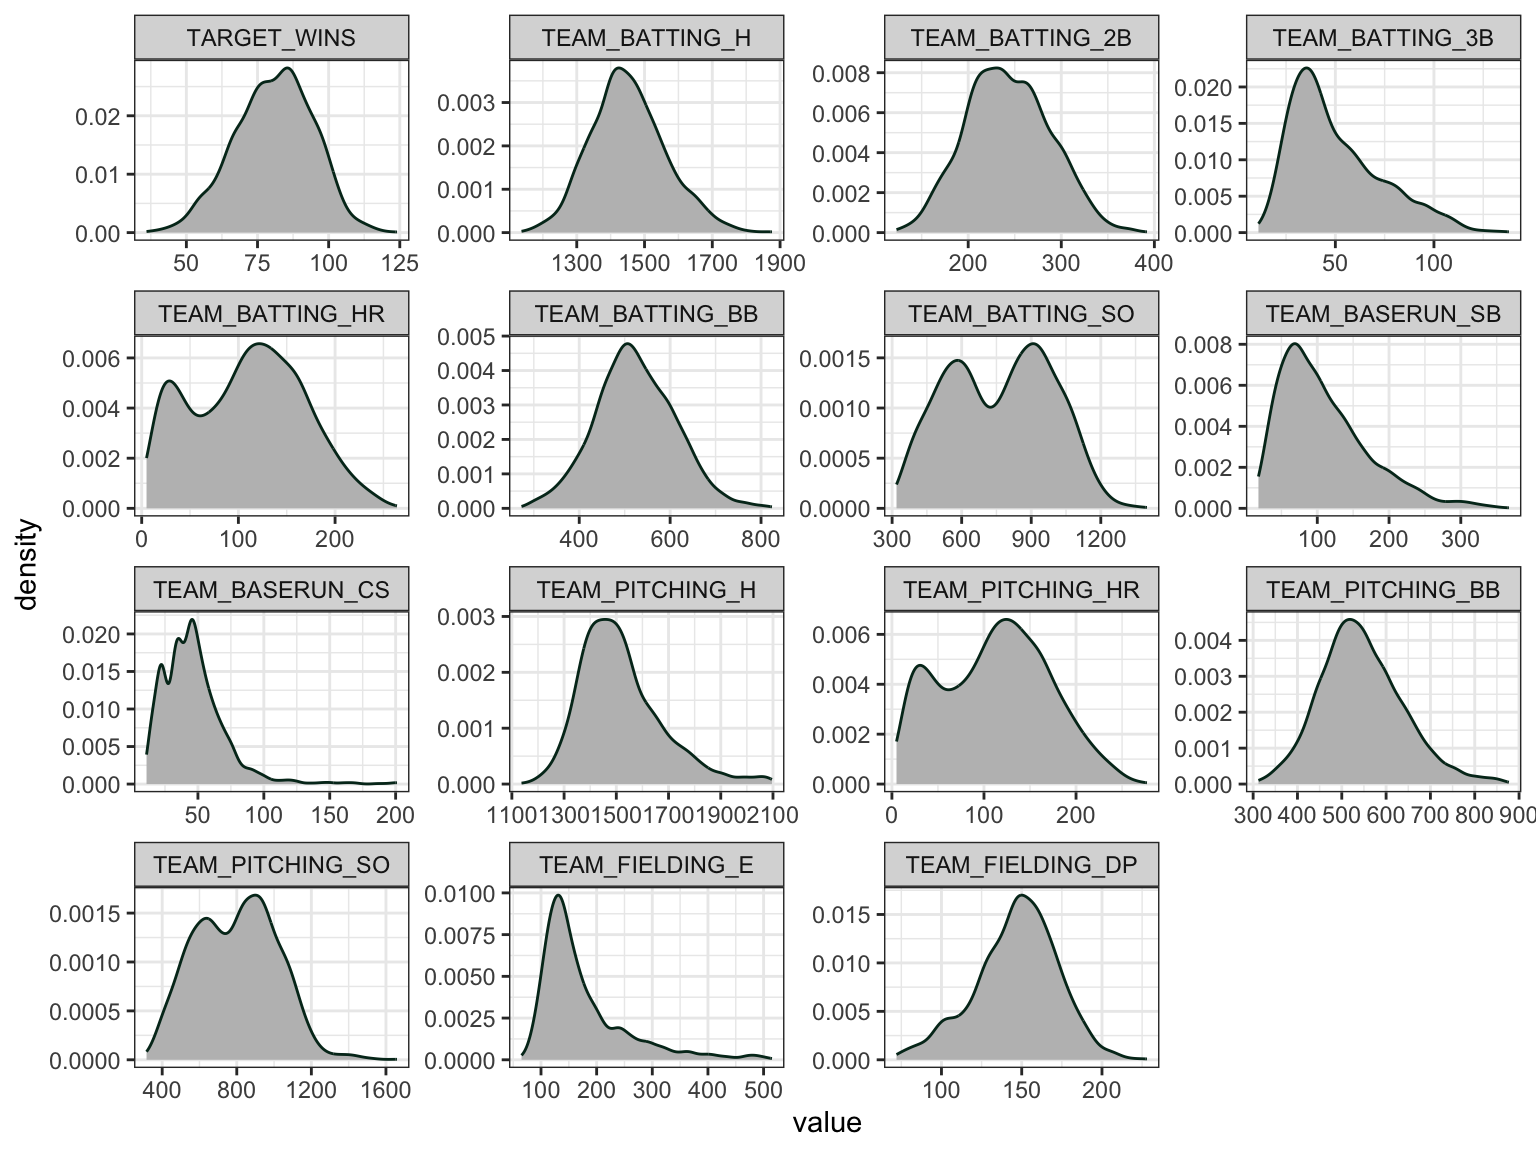 TARGET_WINS
0.02
0.01
0.00
50 75 100 125
TEAM_BATTING_H
0.003
0.002
0.001
0.000
1300 1500 1700 1900
TEAM_BATTING_2B
0.008
0.006
0.004
0.002
0.000
200 300 400
TEAM_BATTING_3B
0.020
0.015
0.010
0.005
0.000
50 100
TEAM_BATTING_HR
0.006
0.004
0.002
0.000
0 100 200
TEAM_BATTING_BB
0.005
0.004
0.003
0.002
0.001
0.000
400 600 800
TEAM_BATTING_SO
0.0015
0.0010
0.0005
0.0000
300 600 900 1200
TEAM_BASERUN_SB
0.008
0.006
0.004
0.002
0.000
100 200 300
density
TEAM_BASERUN_CS
0.020
0.015
0.010
0.005
0.000
50 100 150 200
TEAM_PITCHING_H
0.003
0.002
0.001
0.000
1100 1300 1500 1700 1900 2100
TEAM_PITCHING_HR
0.006
0.004
0.002
0.000
0 100 200
TEAM_PITCHING_BB
0.004
0.003
0.002
0.001
0.000
300 400 500 600 700 800 900
TEAM_PITCHING_SO
0.0015
0.0010
0.0005
0.0000
400 800 1200 1600
TEAM_FIELDING_E
0.0100
0.0075
0.0050
0.0025
0.0000
100 200 300 400 500
TEAM_FIELDING_DP
0.015
0.010
0.005
0.000
100 150 200
value